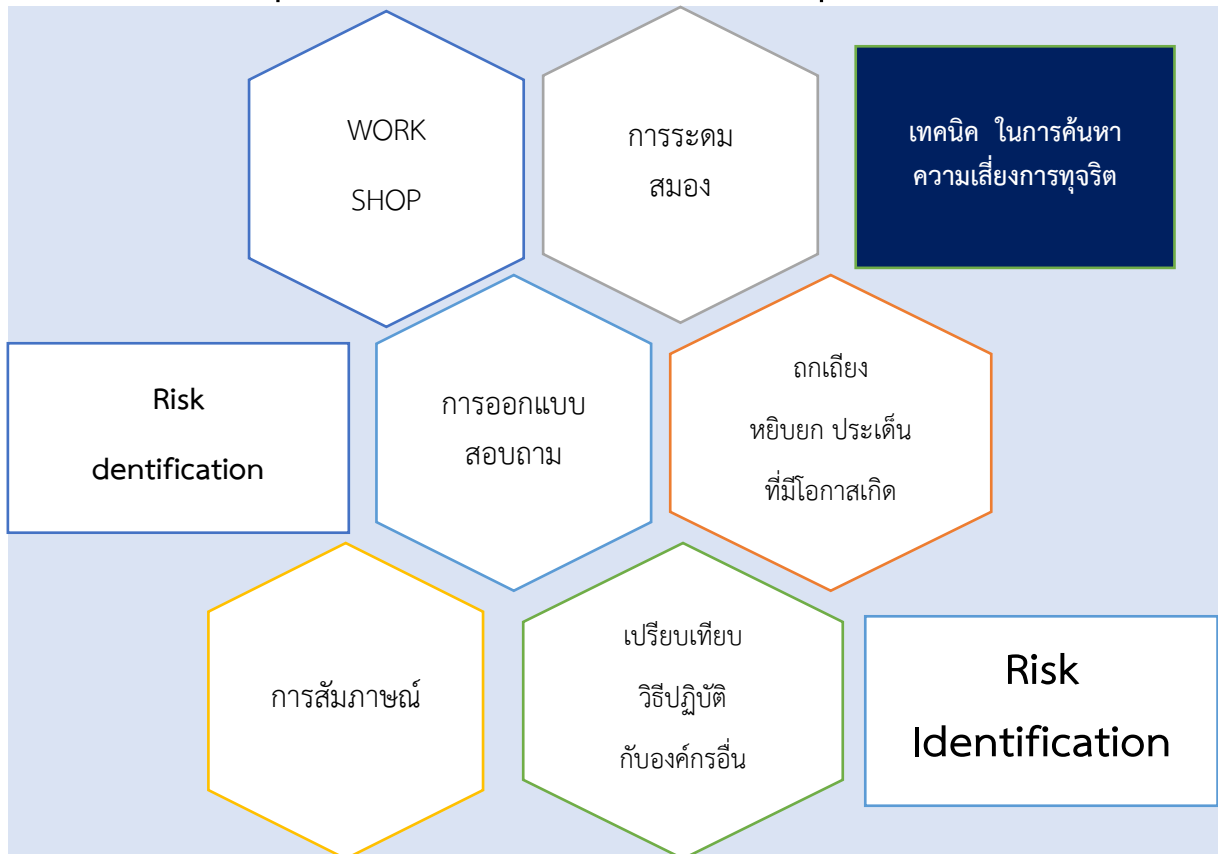 WORK
SHOP
การระดม
สมอง
เทคนิค ในการค้นหา
ความเสี่ยงการทุจริต
Risk
dentification
การออกแบบ
สอบถาม
ถกเถียง
หยิบยก ประเด็น
ที่มีโอกาสเกิด
การสัมภาษณ์
เปรียบเทียบ
วิธีปฏิบัติ
กับองค์กรอื่น
Risk
Identification